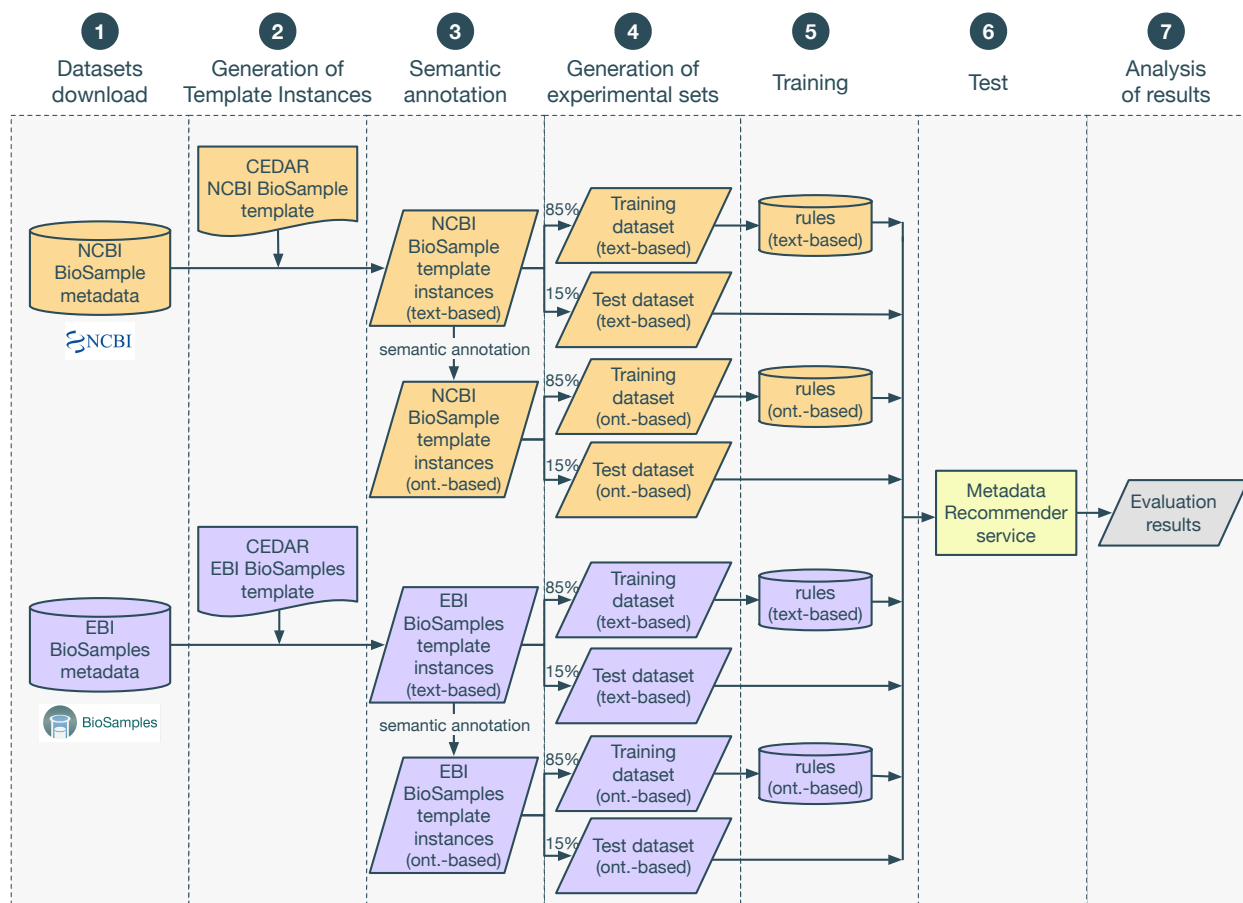 1
2
3
4
5
6
7
Datasets
download
Generation of
Template Instances
Semantic
annotation
Generation of
experimental sets
Training
Test
Analysis
of results
CEDAR
NCBI BioSample
template
NCBI
BioSample
metadata
NCBI
NCBI
BioSample
template
instances
(text-based)
semantic annotation
NCBI
BioSample
template
instances
(ont.-based)
85%
Training
dataset
(text-based)
rules
(text-based)
15%
Test dataset
(text-based)
85%
Training
dataset
(ont.-based)
rules
(ont.-based)
15%
Test dataset
(ont.-based)
Metadata
Recommender
service
Evaluation
results
CEDAR
EBI BioSamples
template
EBI
BioSamples
metadata
BioSamples
EBI
BioSamples
template
instances
(text-based)
semantic annotation
EBI
BioSamples
template
instances
(ont.-based)
85%
Training
dataset
(text-based)
rules
(text-based)
15%
Test dataset
(text-based)
85%
Training
dataset
(ont.-based)
rules
(ont.-based)
15%
Test dataset
(ont.-based)